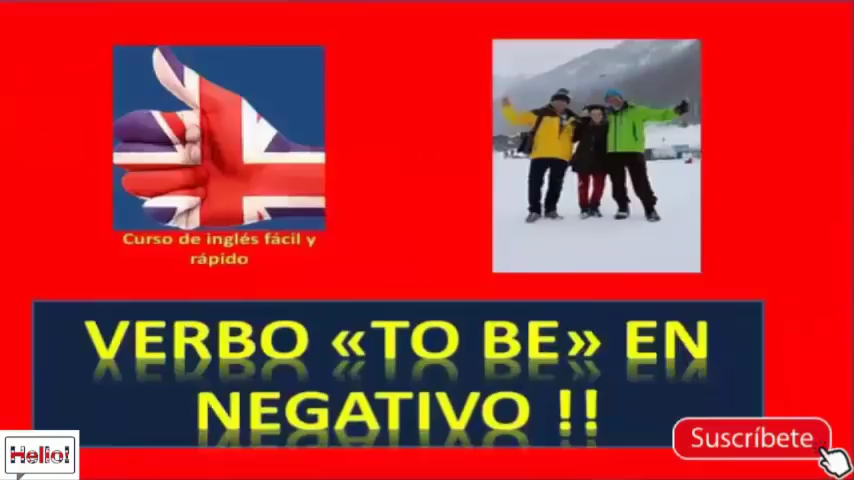 Curso de inglés fácil y
rápido
VERBO «TO BE» EN
NEGATIVO !!
Suscríbete
Hello!